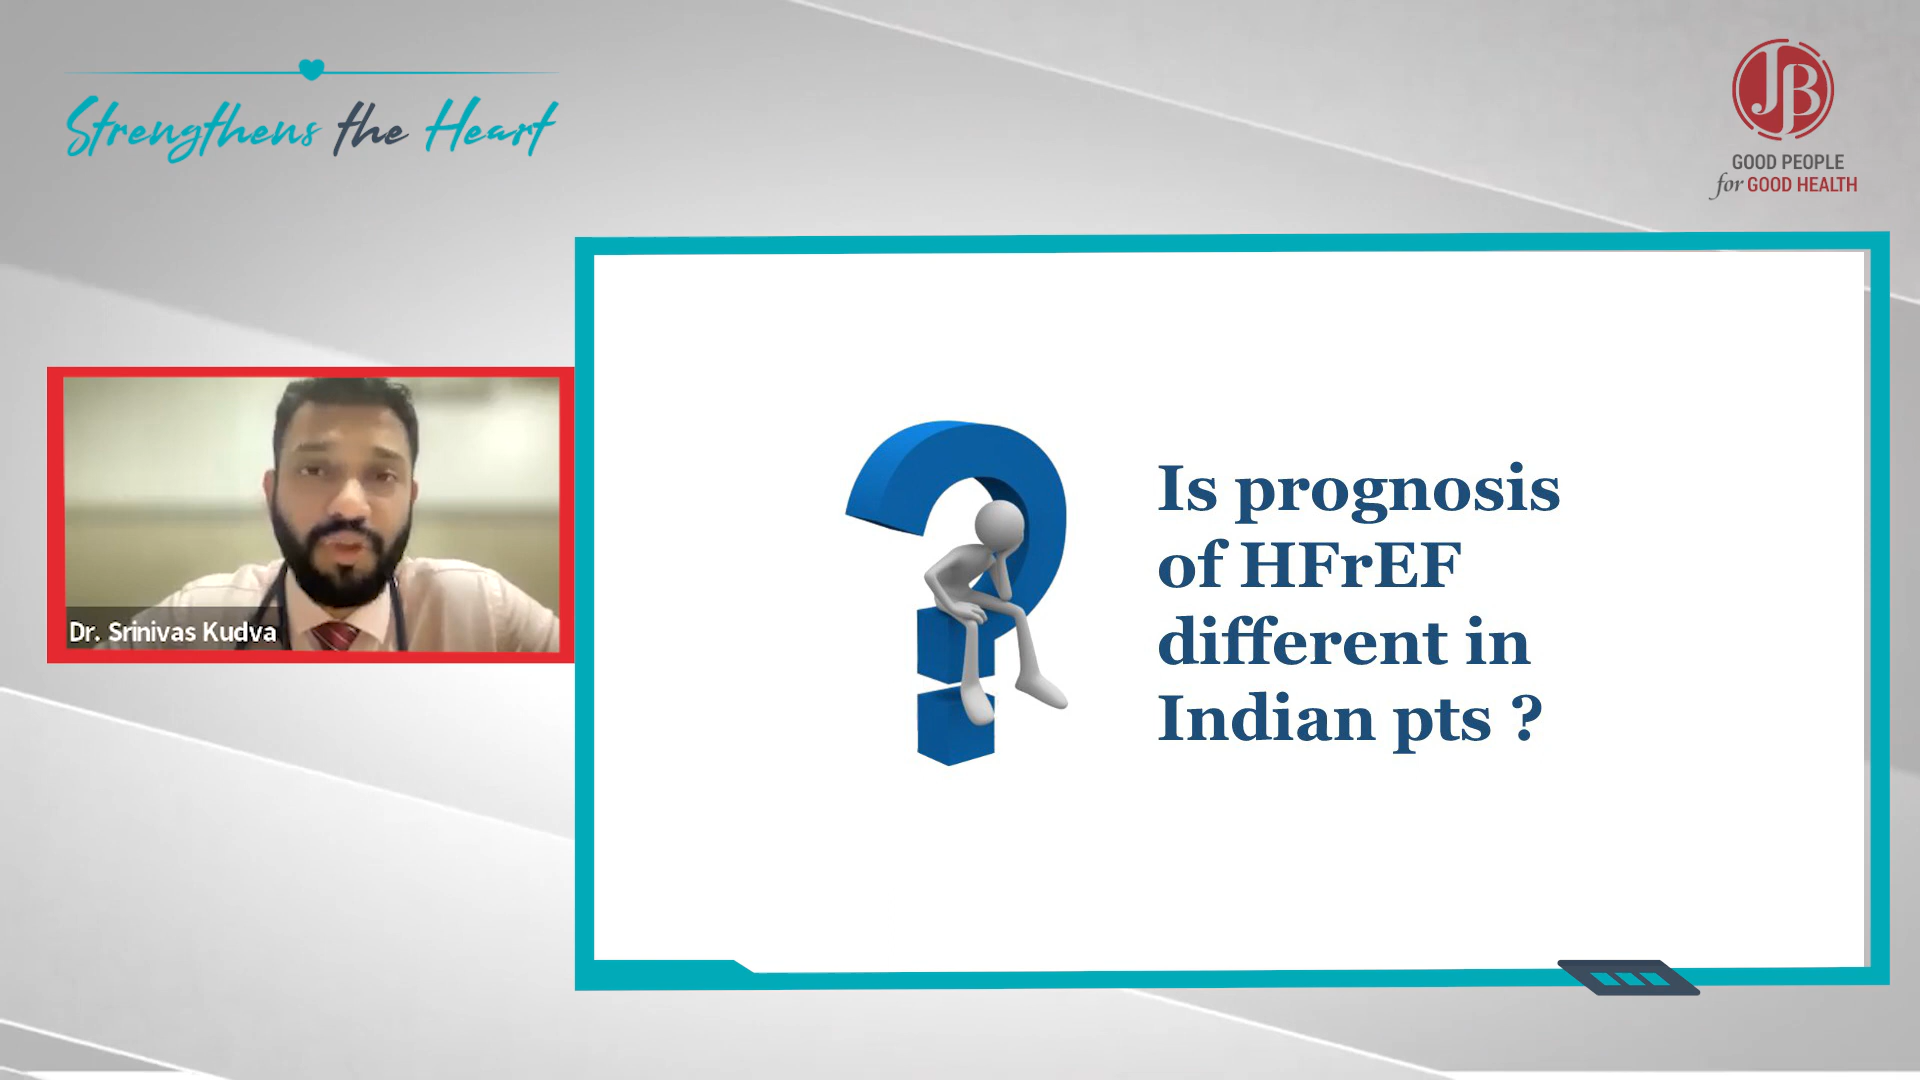 Strengthens the Heart
JB
GOOD PEOPLE
for GOOD HEALTH
Dr. Srinivas Kudva
Is prognosis
of HFrEF
different in
Indian pts ?